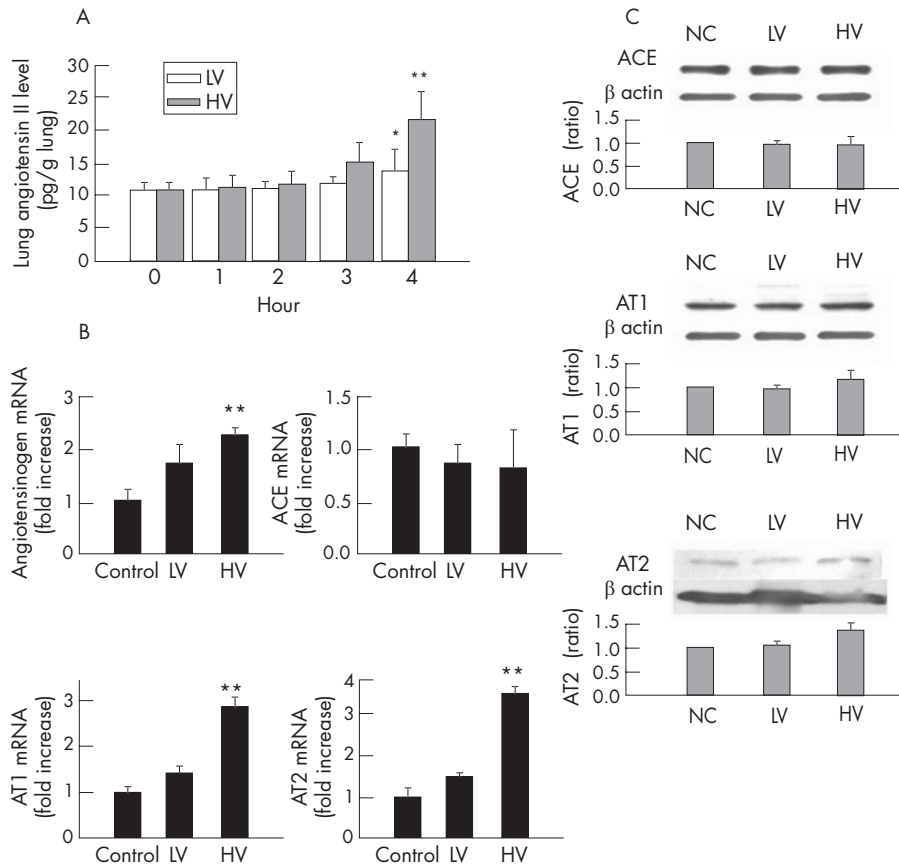 A
Lung angiotensin II level
(pg/g lung)
30
25
20
15
10
5
0
LV
HV
*
**
0 1 2 3 4
Hour
B
Angiotensinogen mRNA
(fold increase)
3
2
1
0
**
Control LV HV
ACE mRNA
(fold increase)
1.5
1.0
0.5
0.0
Control LV HV
AT1 mRNA
(fold increase)
3
2
1
0
**
Control LV HV
AT2 mRNA
(fold increase)
4
3
2
1
0
**
Control LV HV
C
NC LV HV
ACE
β actin
ACE (ratio)
1.5
1.0
0.5
0.0
NC LV HV
NC LV HV
AT1
β actin
AT1 (ratio)
1.5
1.0
0.5
0.0
NC LV HV
NC LV HV
AT2
β actin
AT2 (ratio)
1.5
1.0
0.5
0.0
NC LV HV